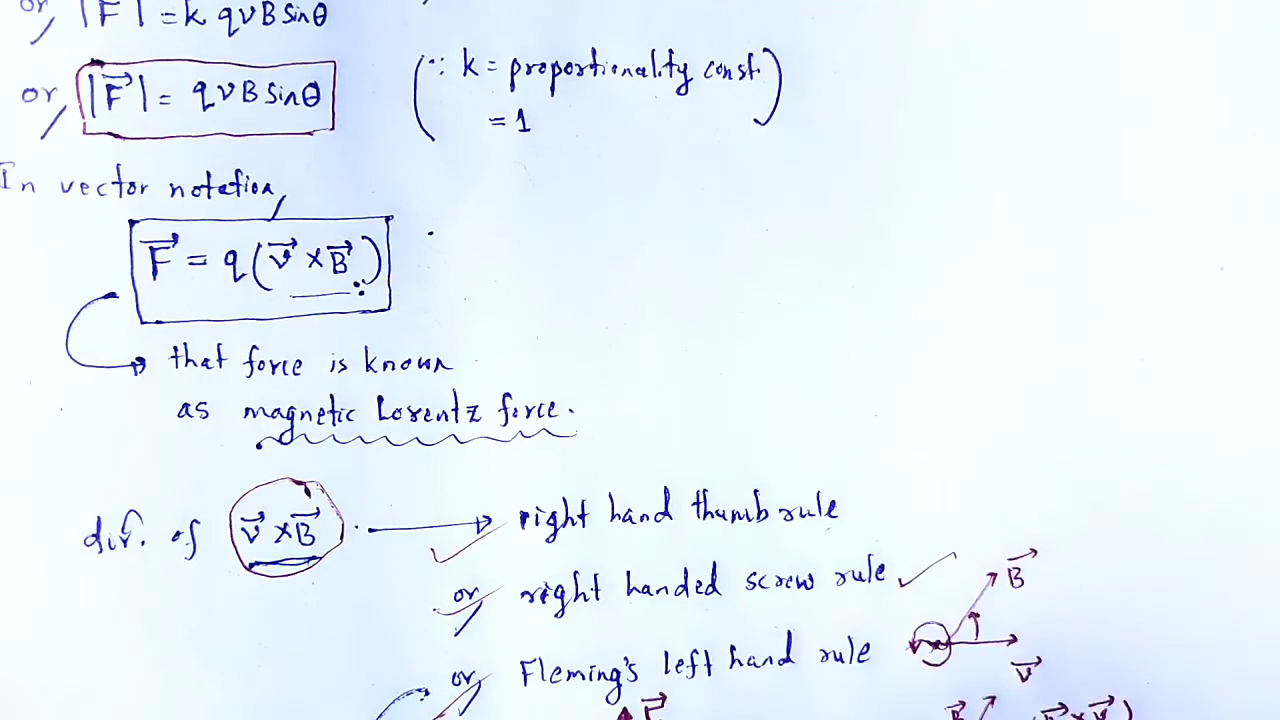 or, |F⃗| = k qvB Sinθ
or, |F⃗| = qvB Sinθ (∵ k = proportionality const.
= 1)
In vector notation,
F⃗ = q(v⃗ × B⃗)
that force is known
as magnetic Lorentz force.
dir. of v⃗ × B⃗ → right hand thumb rule
or, right handed screw rule ✓
B⃗
or, Fleming's left hand rule
v⃗
F⃗